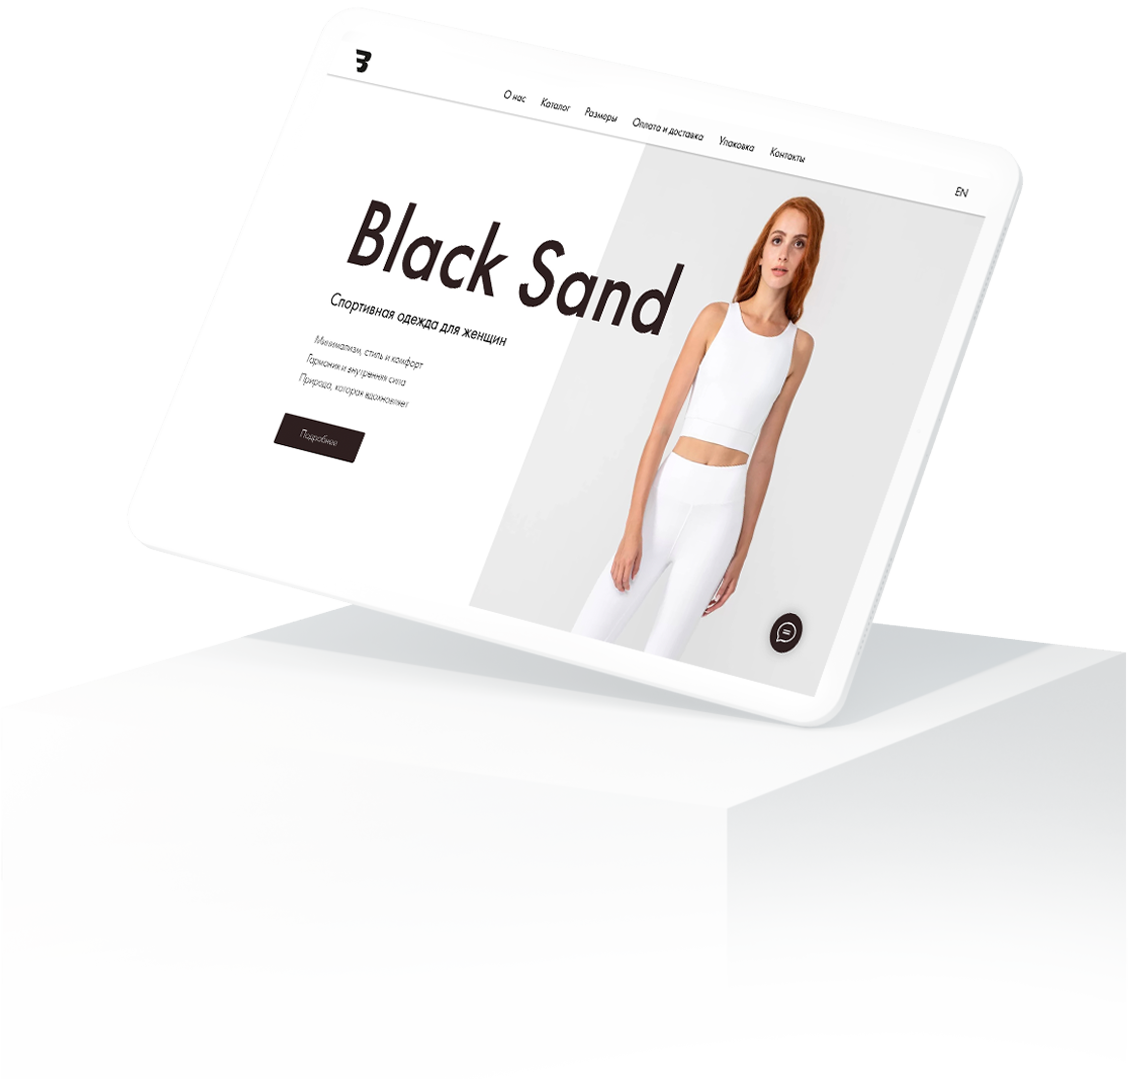 B
О нас Каталог Размеры Оплата и доставка Упаковка Контакты
EN
Black Sand
Спортивная одежда для женщин
Минимализм, стиль и комфорт
Гармония и внутренняя сила
Природа, которая вдохновляет
Подробнее